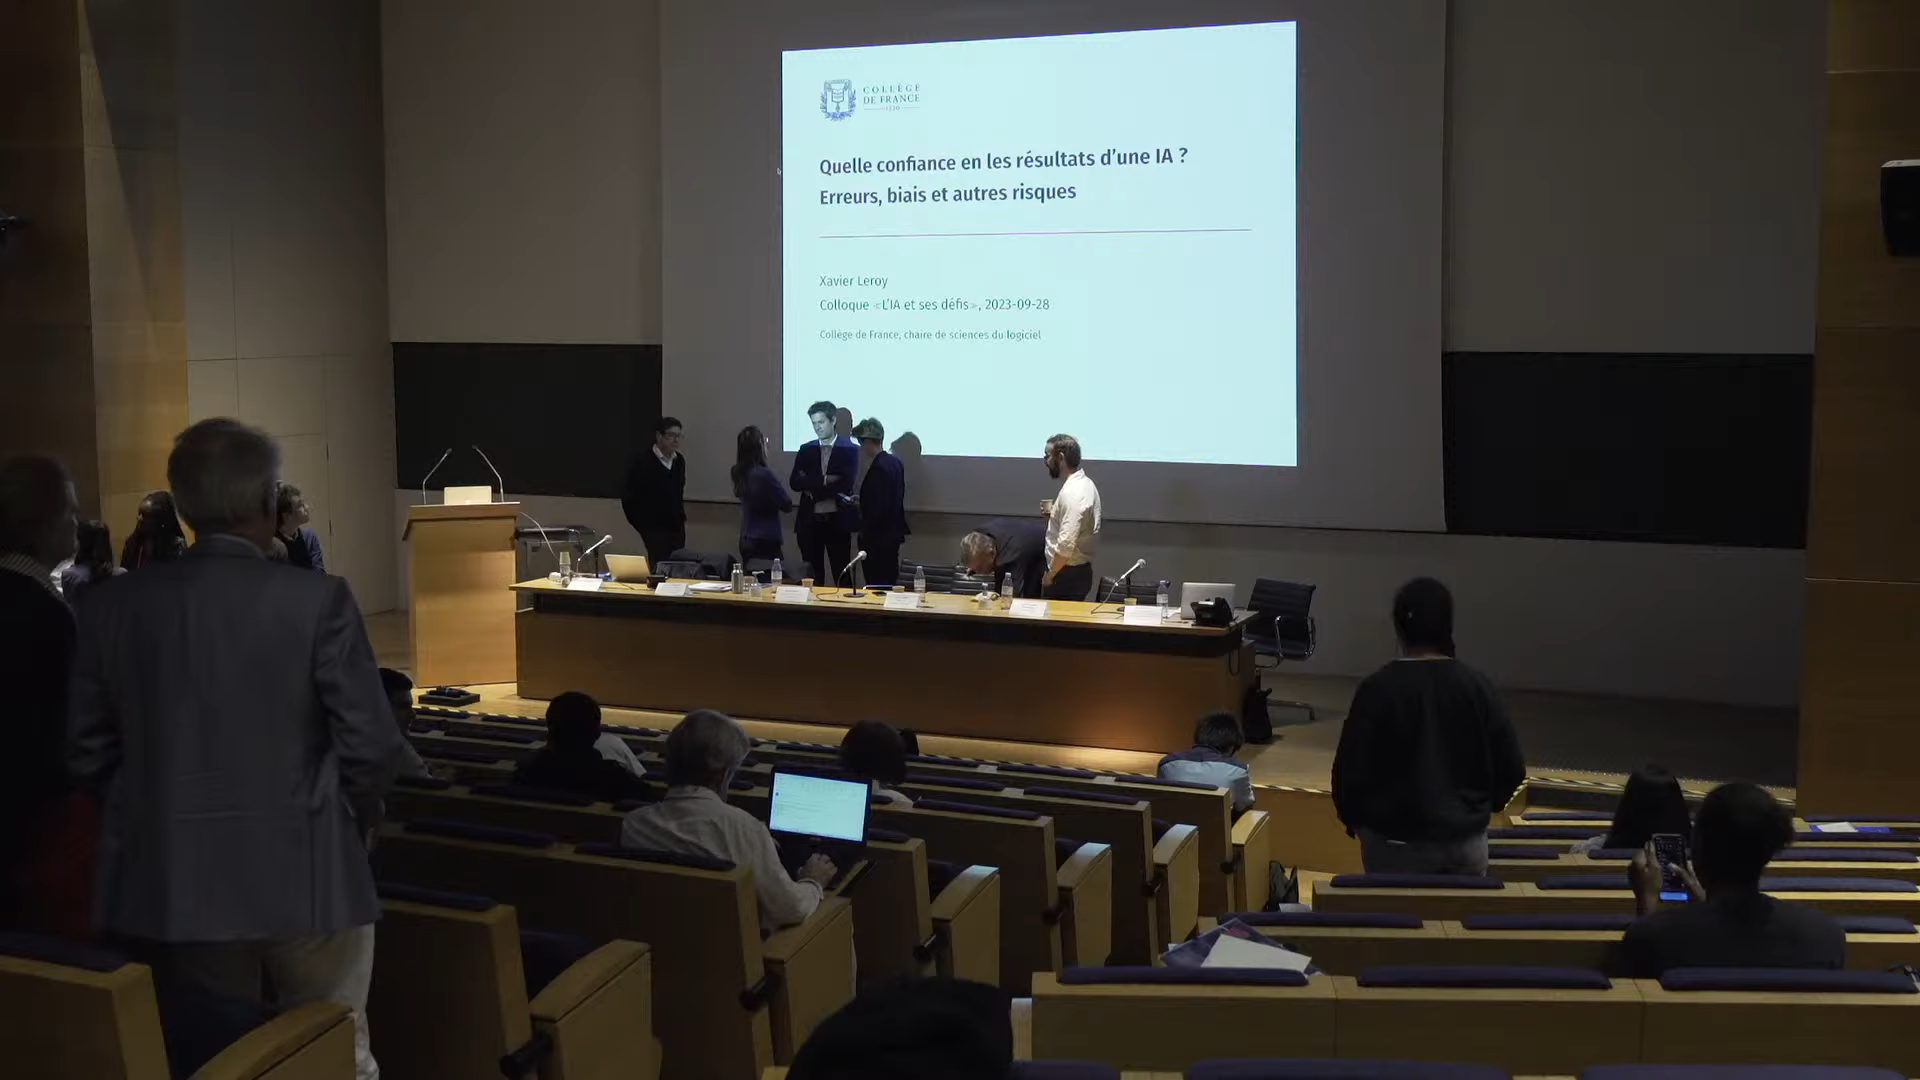 COLLÈGE
DE FRANCE
1530
Quelle confiance en les résultats d'une IA ?
Erreurs, biais et autres risques
Xavier Leroy
Colloque «L'IA et ses défis», 2023-09-28
Collège de France, chaire de sciences du logiciel